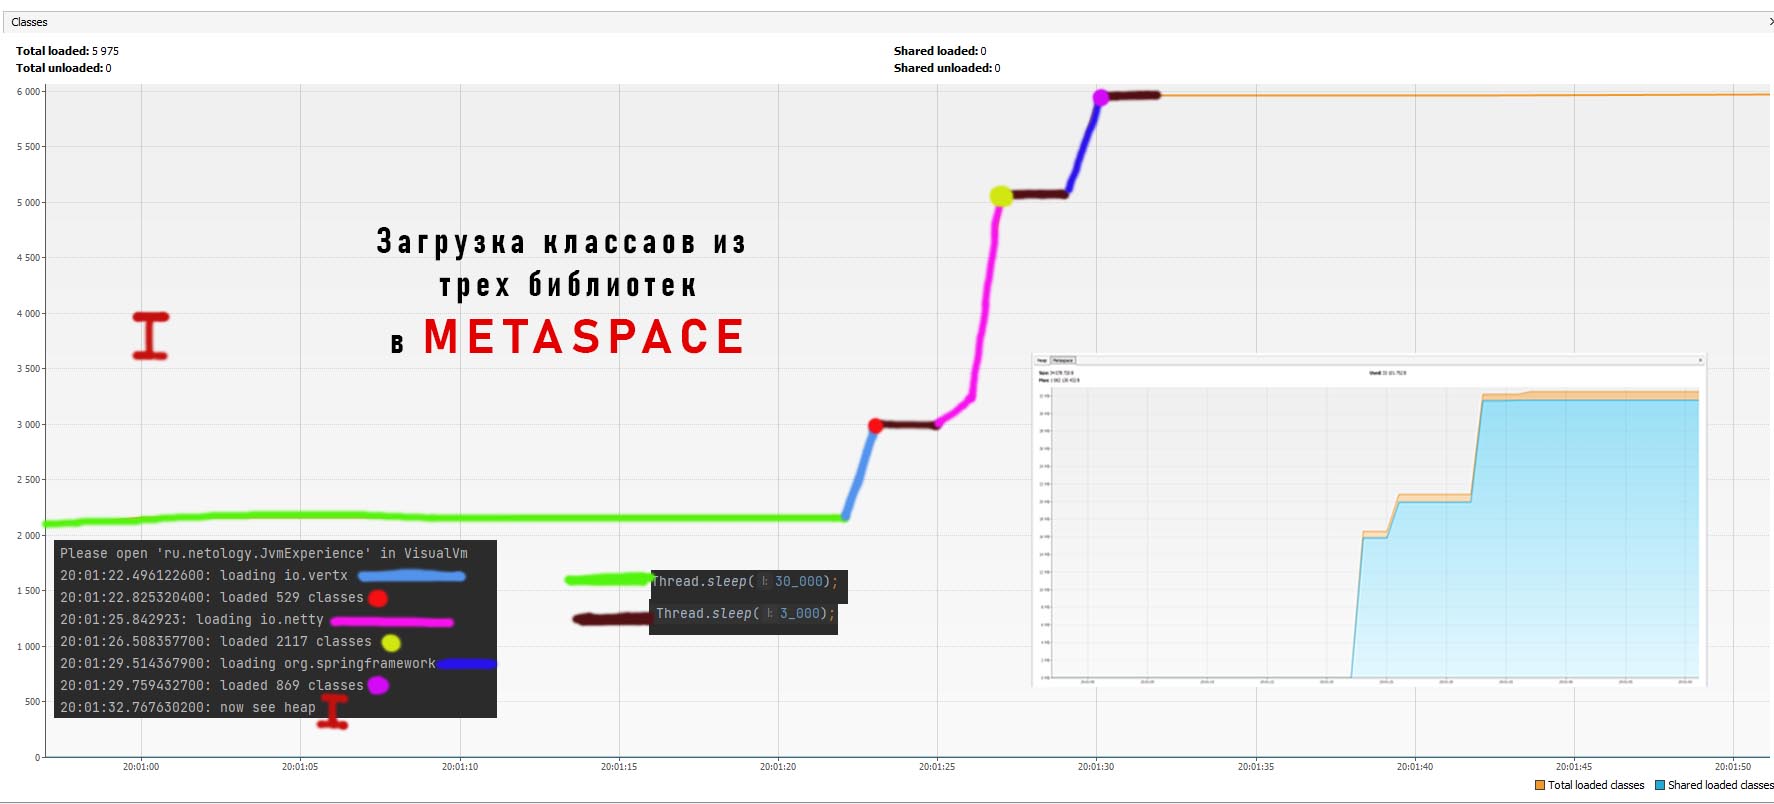 Classes
Total loaded: 5 975
Shared loaded: 0
Total unloaded: 0
Shared unloaded: 0
6 000
5 500
5 000
4 500
4 000
3 500
3 000
2 500
2 000
1 500
1 000
500
0
Загрузка классаов из
трех библиотек
в METASPACE
I
Please open 'ru.netology.JvmExperience' in VisualVm
20:01:22.496122600: loading io.vertx
20:01:22.825320400: loaded 529 classes
20:01:25.842923: loading io.netty
20:01:26.508357700: loaded 2117 classes
20:01:29.514367900: loading org.springframework
20:01:29.759432700: loaded 869 classes
20:01:32.767630200: now see heap
I
Thread.sleep( l: 30_000);
Thread.sleep( l: 3_000);
Heap Metaspace
20:01:00 20:01:05 20:01:10 20:01:15 20:01:20 20:01:25 20:01:30 20:01:35 20:01:40 20:01:45 20:01:50
Total loaded classes Shared loaded classes